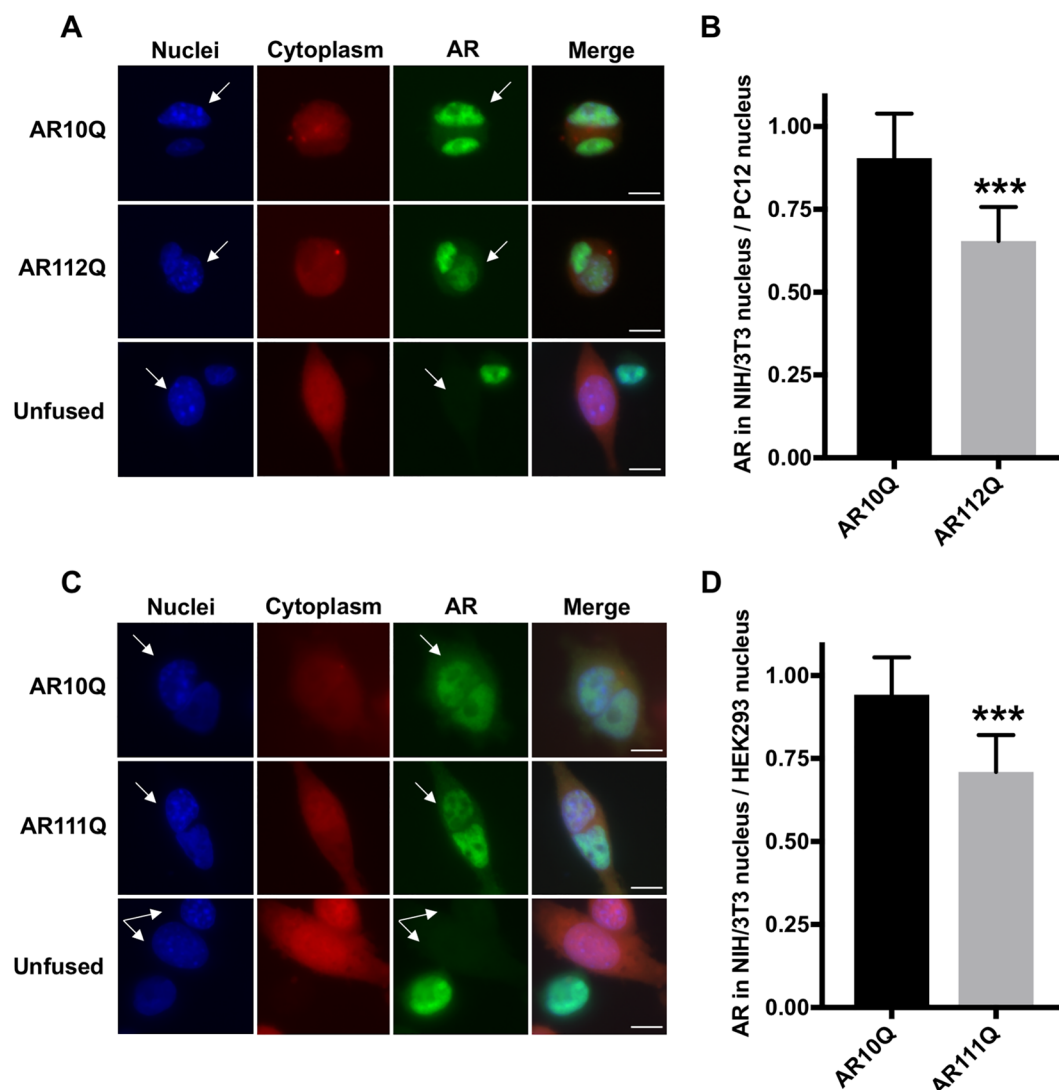 A
Nuclei Cytoplasm AR Merge
AR10Q
AR112Q
Unfused
B
AR in NIH/3T3 nucleus / PC12 nucleus
1.00
0.75
0.50
0.25
0.00
***
AR10Q
AR112Q
C
Nuclei Cytoplasm AR Merge
AR10Q
AR111Q
Unfused
D
AR in NIH/3T3 nucleus / HEK293 nucleus
1.00
0.75
0.50
0.25
0.00
***
AR10Q
AR111Q